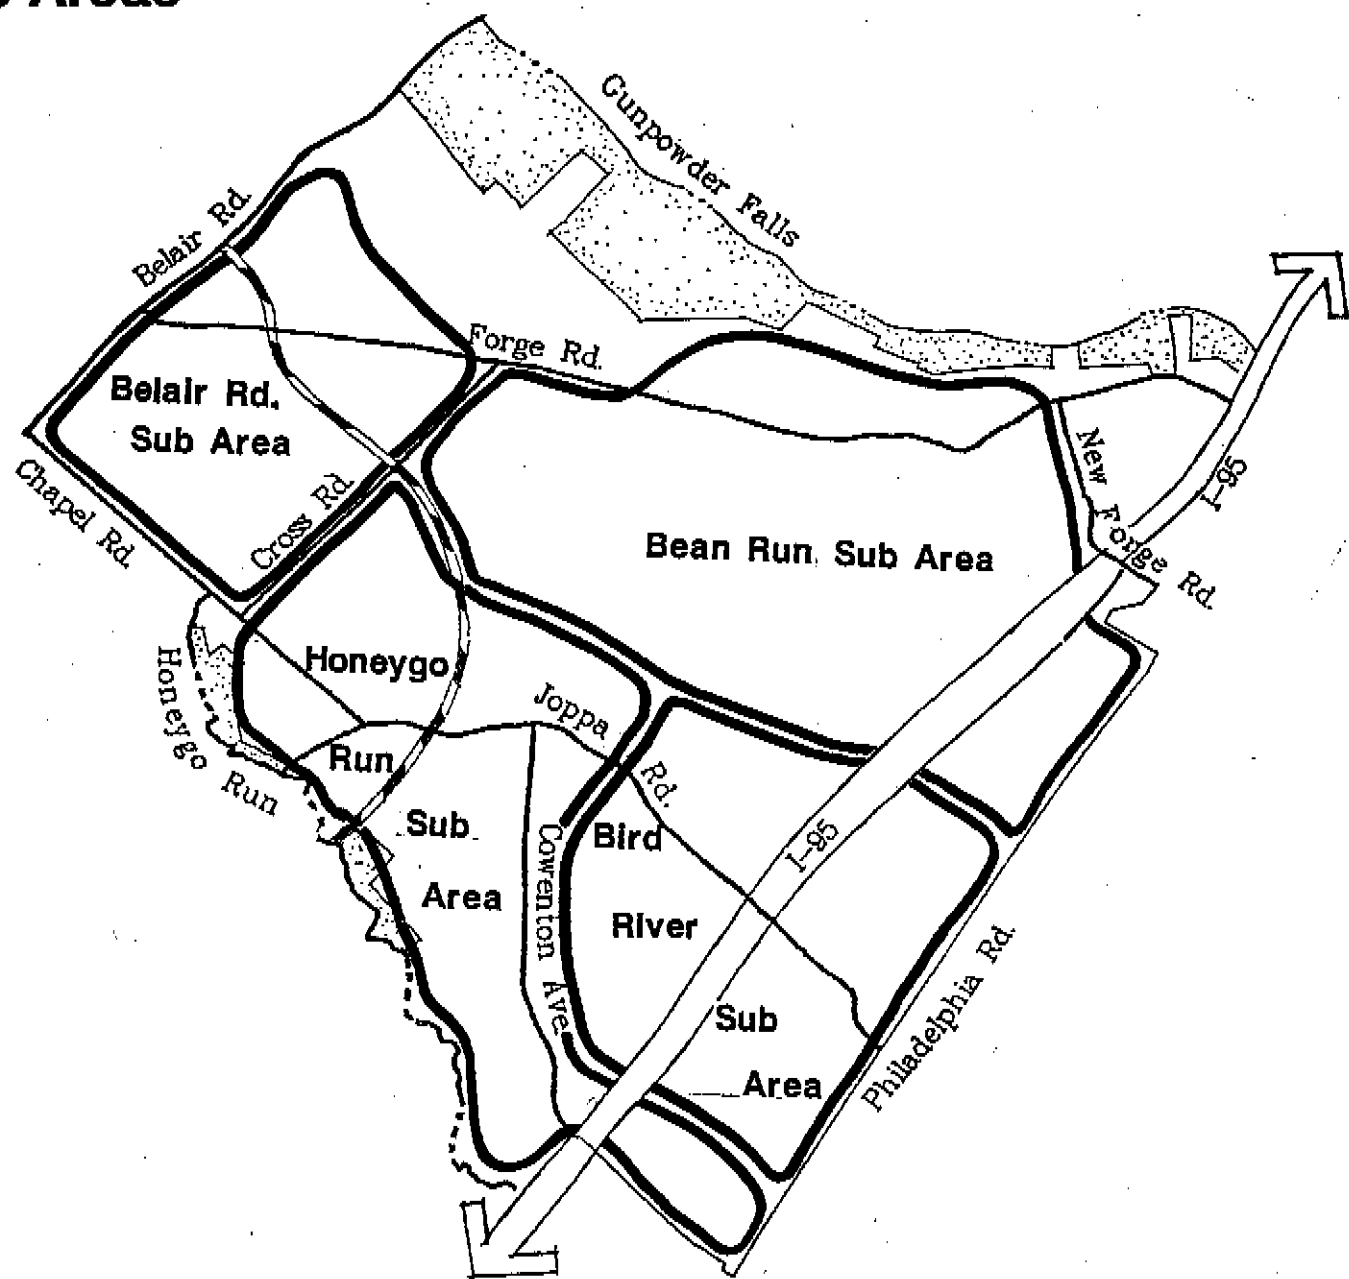 Areas
Gunpowder Falls
Belair Rd.
Forge Rd.
Belair Rd.
Sub Area
New Forge Rd.
I-95
Chapel Rd.
Cross Rd.
Bean Run Sub Area
Honeygo
Run
Sub
Area
Honeygo Run
Joppa Rd.
Cowenton Ave.
Bird
River
Sub
Area
I-95
Philadelphia Rd.